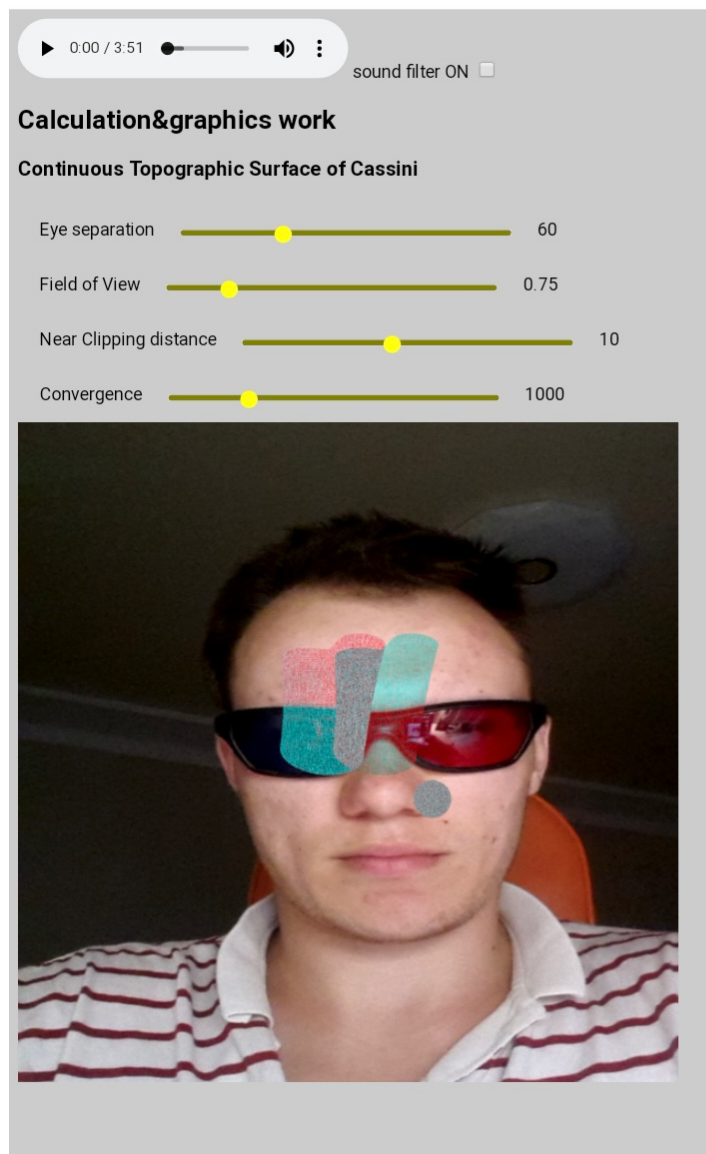 0:00 / 3:51
sound filter ON
Calculation&graphics work
Continuous Topographic Surface of Cassini
Eye separation 60
Field of View 0.75
Near Clipping distance 10
Convergence 1000